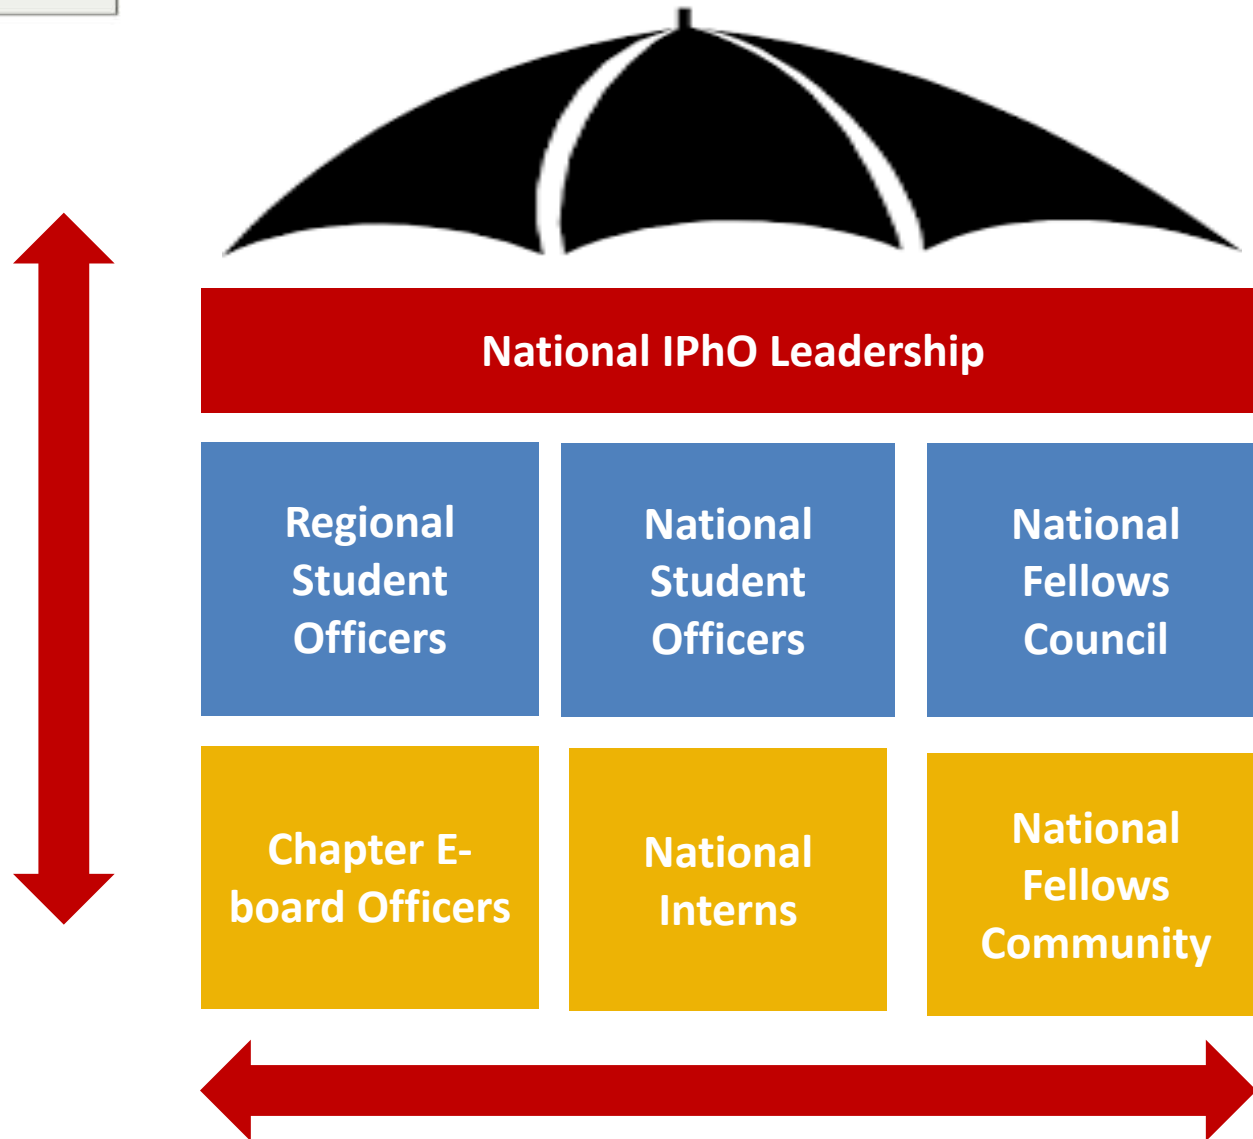 National IPhO Leadership
Regional
Student
Officers
National
Student
Officers
National
Fellows
Council
Chapter E-
board Officers
National
Interns
National
Fellows
Community